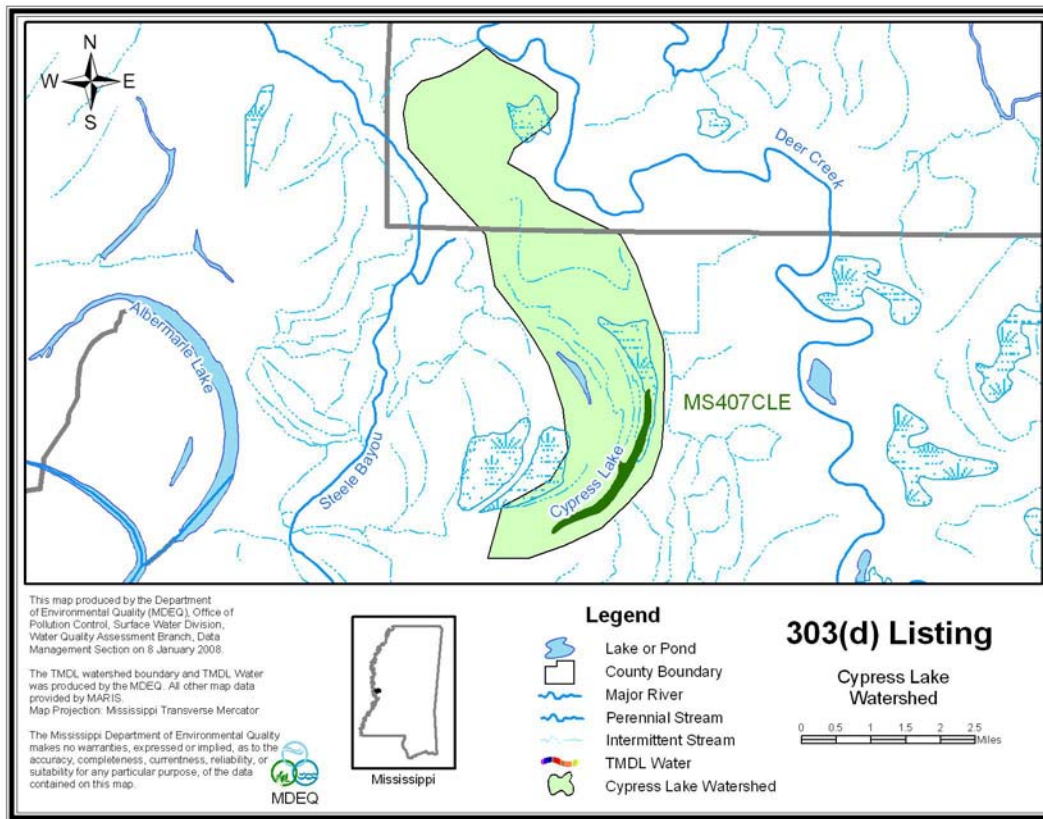 N
W E
S
Deer Creek
Albermarle Lake
Steele Bayou
MS407CLE
Cypress Lake
This map produced by the Department
of Environmental Quality (MDEQ), Office of
Pollution Control, Surface Water Division,
Water Quality Assessment Branch, Data
Management Section on 8 January 2008.
The TMDL watershed boundary and TMDL Water
was produced by the MDEQ. All other map data
provided by MARIS.
Map Projection: Mississippi Transverse Mercator
The Mississippi Department of Environmental Quality
makes no warranties, expressed or implied, as to the
accuracy, completeness, currentness, reliability, or
suitability for any particular purpose, of the data
contained on this map.
MDEQ
Mississippi
Legend
Lake or Pond
County Boundary
Major River
Perennial Stream
Intermittent Stream
TMDL Water
Cypress Lake Watershed
303(d) Listing
Cypress Lake
Watershed
0 0.5 1 1.5 2 2.5
Miles